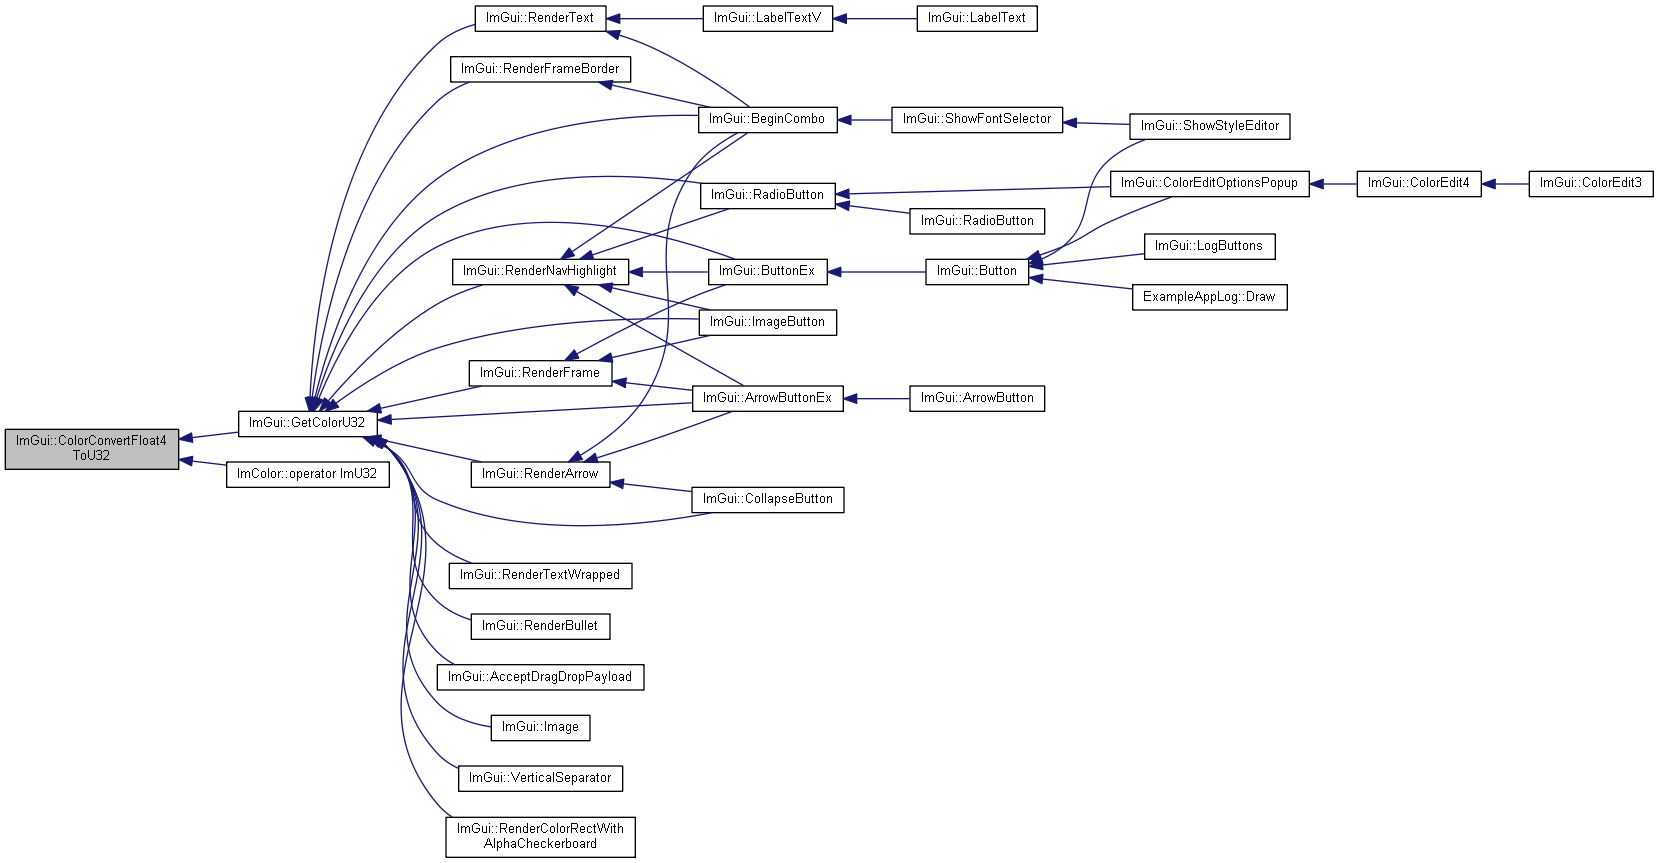 ImGui::RenderText
ImGui::LabelTextV
ImGui::LabelText
ImGui::RenderFrameBorder
ImGui::BeginCombo
ImGui::ShowFontSelector
ImGui::ShowStyleEditor
ImGui::RadioButton
ImGui::ColorEditOptionsPopup
ImGui::ColorEdit4
ImGui::ColorEdit3
ImGui::RadioButton
ImGui::LogButtons
ImGui::RenderNavHighlight
ImGui::ButtonEx
ImGui::Button
ExampleAppLog::Draw
ImGui::ImageButton
ImGui::RenderFrame
ImGui::ArrowButtonEx
ImGui::ArrowButton
ImGui::GetColorU32
ImGui::ColorConvertFloat4
ToU32
ImColor::operator ImU32
ImGui::RenderArrow
ImGui::CollapseButton
ImGui::RenderTextWrapped
ImGui::RenderBullet
ImGui::AcceptDragDropPayload
ImGui::Image
ImGui::VerticalSeparator
ImGui::RenderColorRectWith
AlphaCheckerboard